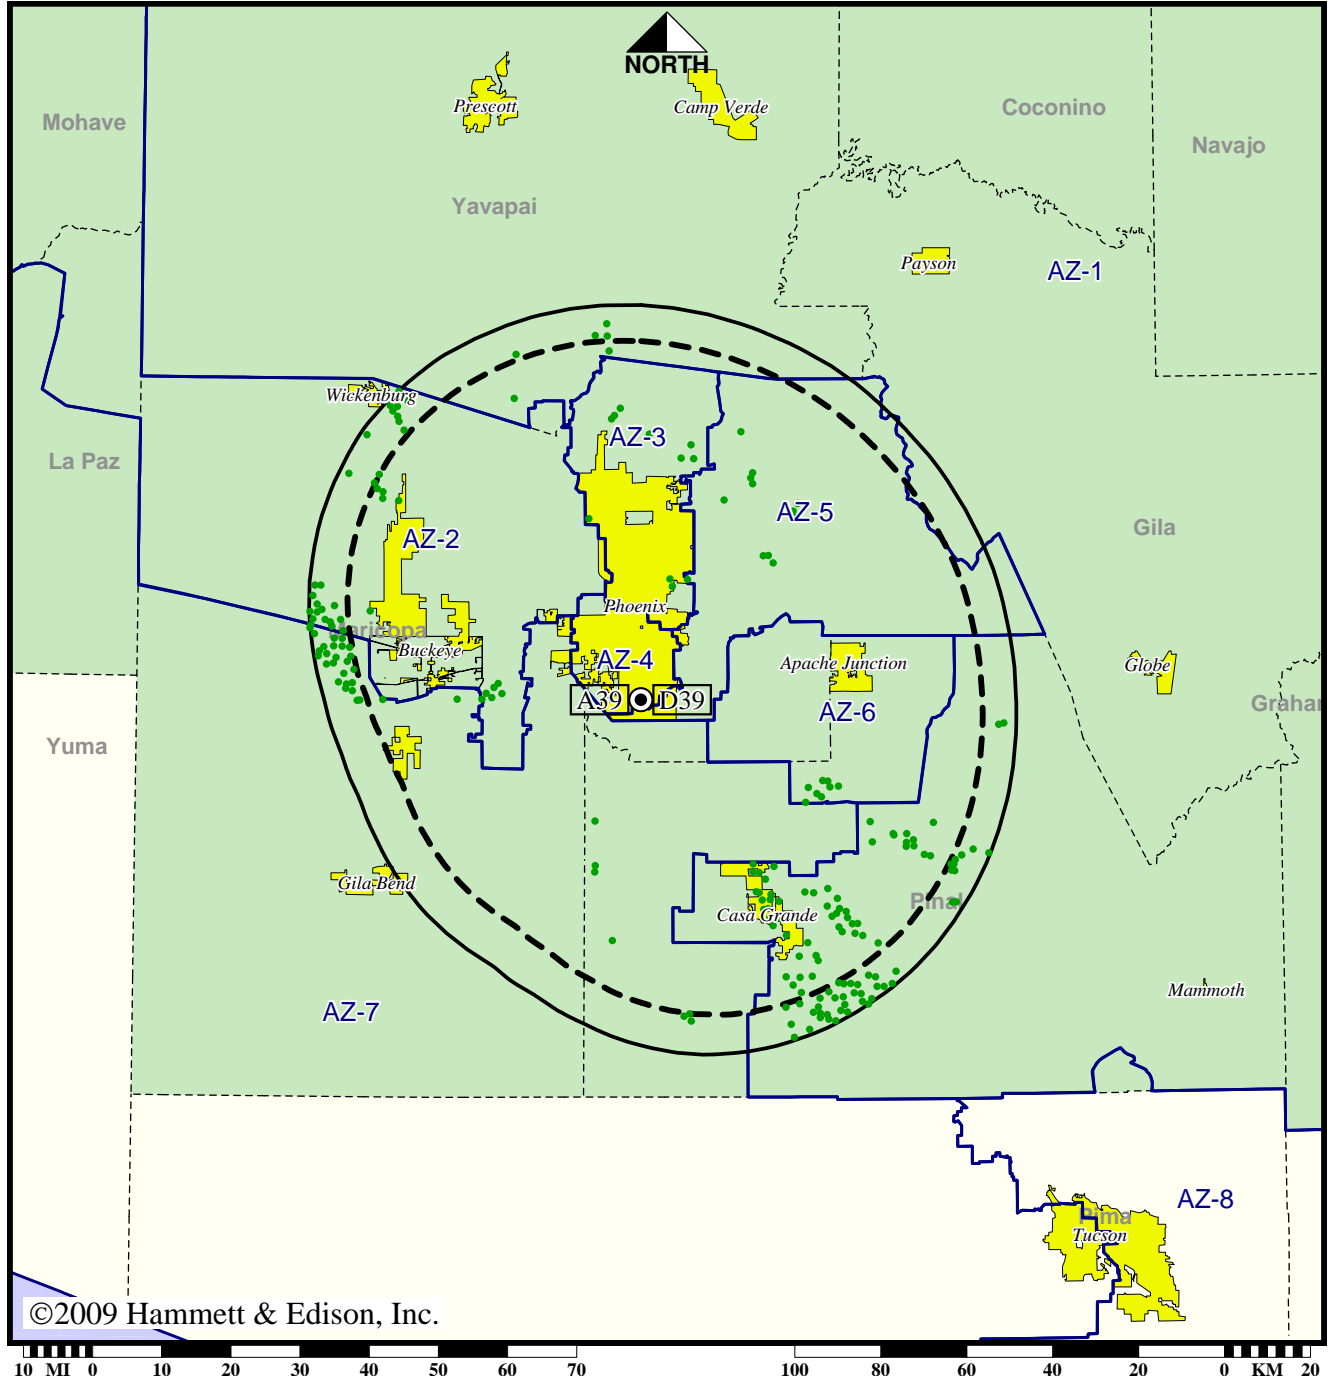 NORTH
Prescott
Camp Verde
Coconino
Mohave
Navajo
Yavapai
Payson
AZ-1
Wickenburg
AZ-3
La Paz
AZ-5
Gila
AZ-2
Phoenix
Maricopa
Buckeye
AZ-4
Apache Junction
Globe
A39
D39
AZ-6
Graham
Yuma
Gila Bend
Pinal
Casa Grande
Mammoth
AZ-7
AZ-8
Pima
Tucson
©2009 Hammett & Edison, Inc.
10 MI 0 10 20 30 40 50 60 70 100 80 60 40 20 0 KM 20